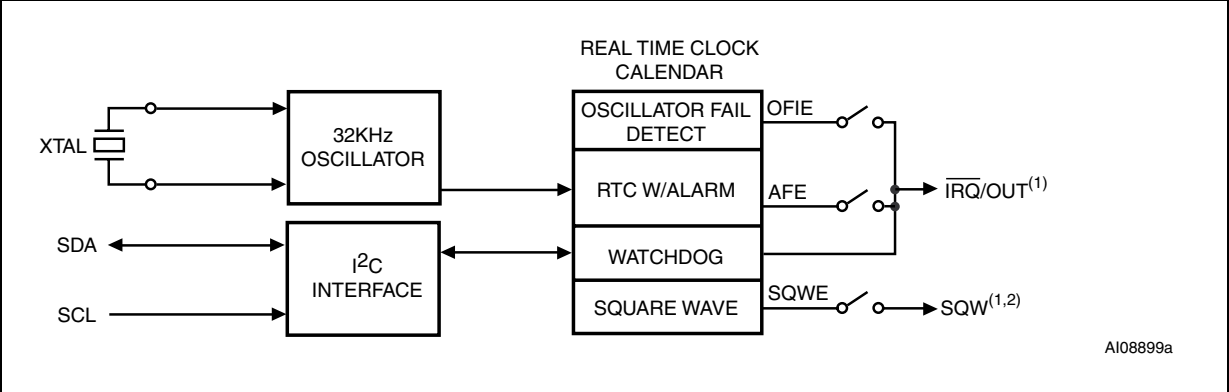 REAL TIME CLOCK
CALENDAR
XTAL
32KHz
OSCILLATOR
OSCILLATOR FAIL
DETECT
OFIE
RTC W/ALARM
AFE
I̅R̅Q̅/OUT(1)
SDA
SCL
I2C
INTERFACE
WATCHDOG
SQUARE WAVE
SQWE
SQW(1,2)
AI08899a